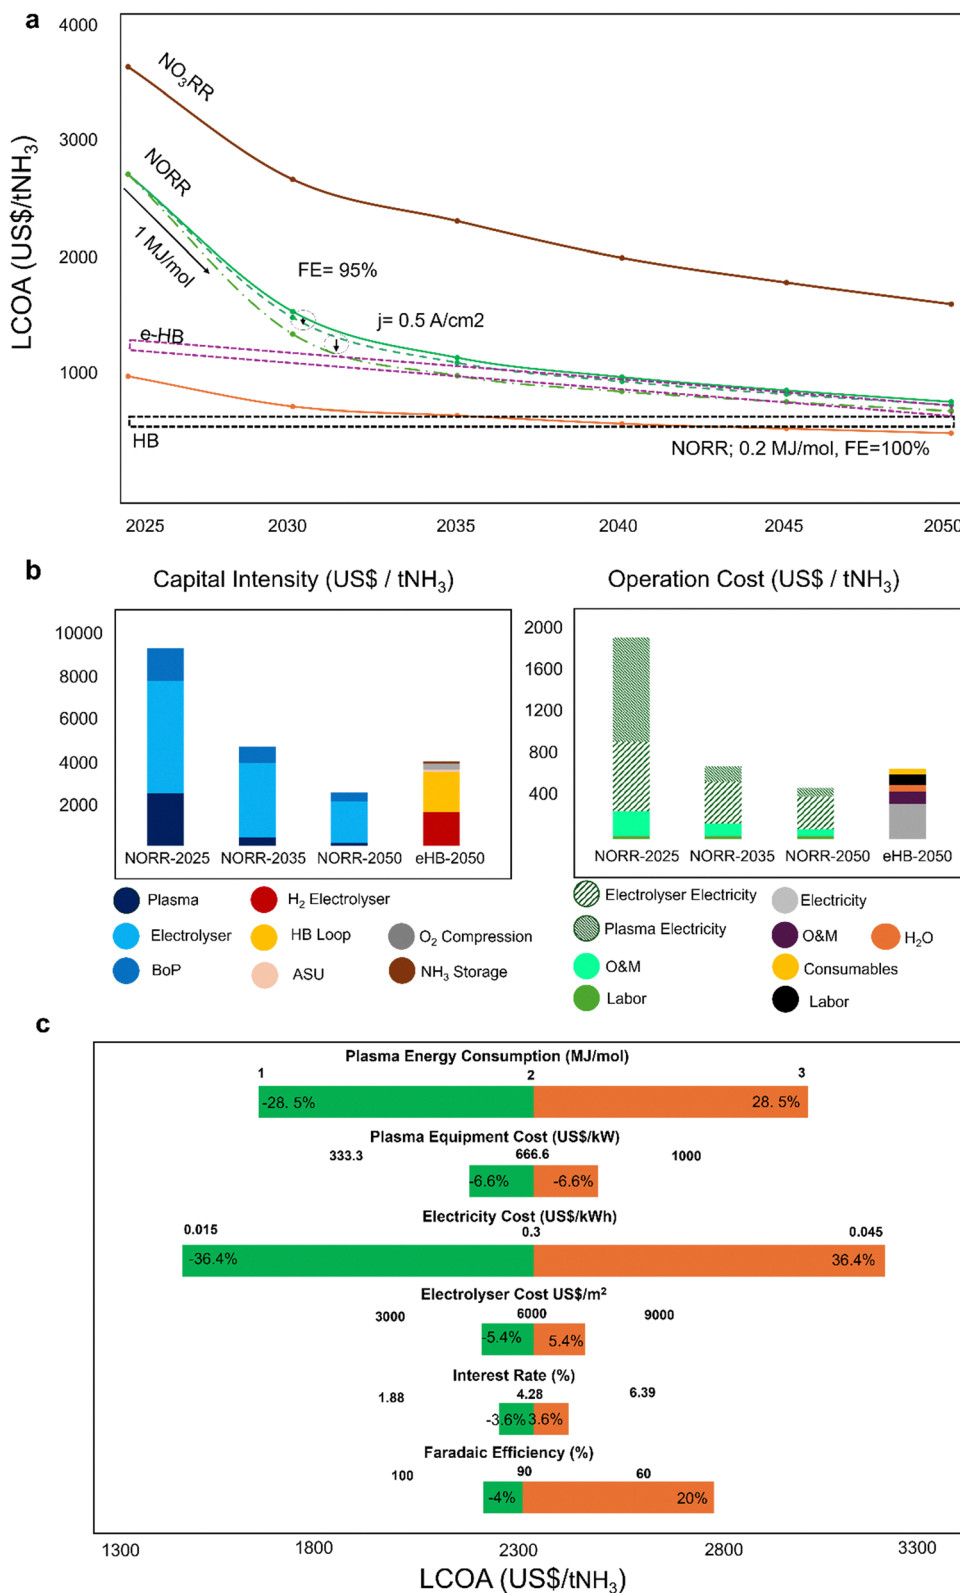 a
4000
3000
2000
1000
LCOA (US$/tNH3)
NO3RR
NORR
1 MJ/mol
FE= 95%
j= 0.5 A/cm2
e-HB
HB
NORR; 0.2 MJ/mol, FE=100%
2025 2030 2035 2040 2045 2050
b
Capital Intensity (US$ / tNH3)
10000
8000
6000
4000
2000
NORR-2025 NORR-2035 NORR-2050 eHB-2050
Plasma
Electrolyser
BoP
H2 Electrolyser
HB Loop
ASU
O2 Compression
NH3 Storage
Operation Cost (US$ / tNH3)
2000
1600
1200
800
400
NORR-2025 NORR-2035 NORR-2050 eHB-2050
Electrolyser Electricity
Plasma Electricity
O&M
Labor
Electricity
O&M
H2O
Consumables
Labor
c
Plasma Energy Consumption (MJ/mol)
1 2 3
-28. 5% 28. 5%
Plasma Equipment Cost (US$/kW)
333.3 666.6 1000
-6.6% -6.6%
Electricity Cost (US$/kWh)
0.015 0.3 0.045
-36.4% 36.4%
Electrolyser Cost US$/m2
3000 6000 9000
-5.4% 5.4%
Interest Rate (%)
1.88 4.28 6.39
-3.6% 3.6%
Faradaic Efficiency (%)
100 90 60
-4% 20%
1300 1800 2300 2800 3300
LCOA (US$/tNH3)